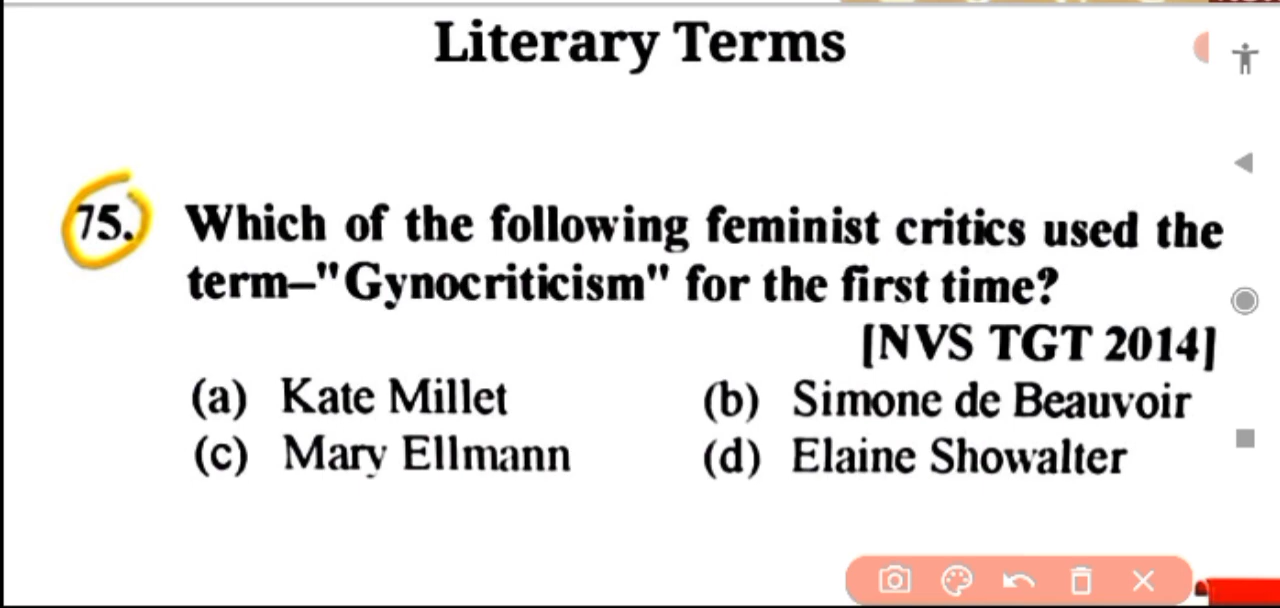 Literary Terms
75. Which of the following feminist critics used the
term–"Gynocriticism" for the first time?
[NVS TGT 2014]
(a) Kate Millet (b) Simone de Beauvoir
(c) Mary Ellmann (d) Elaine Showalter